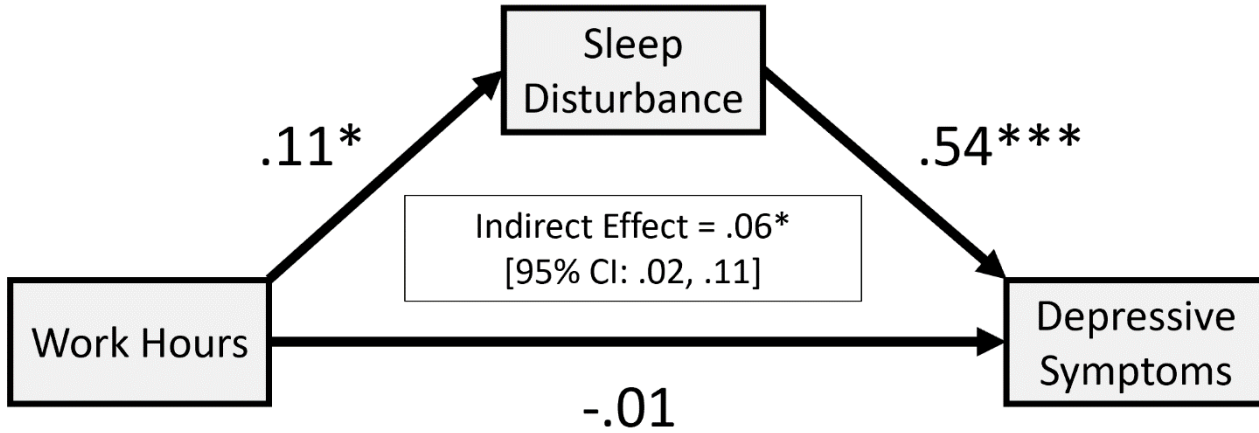 Sleep
Disturbance
.11*
.54***
Indirect Effect = .06*
[95% CI: .02, .11]
Work Hours
Depressive
Symptoms
-.01